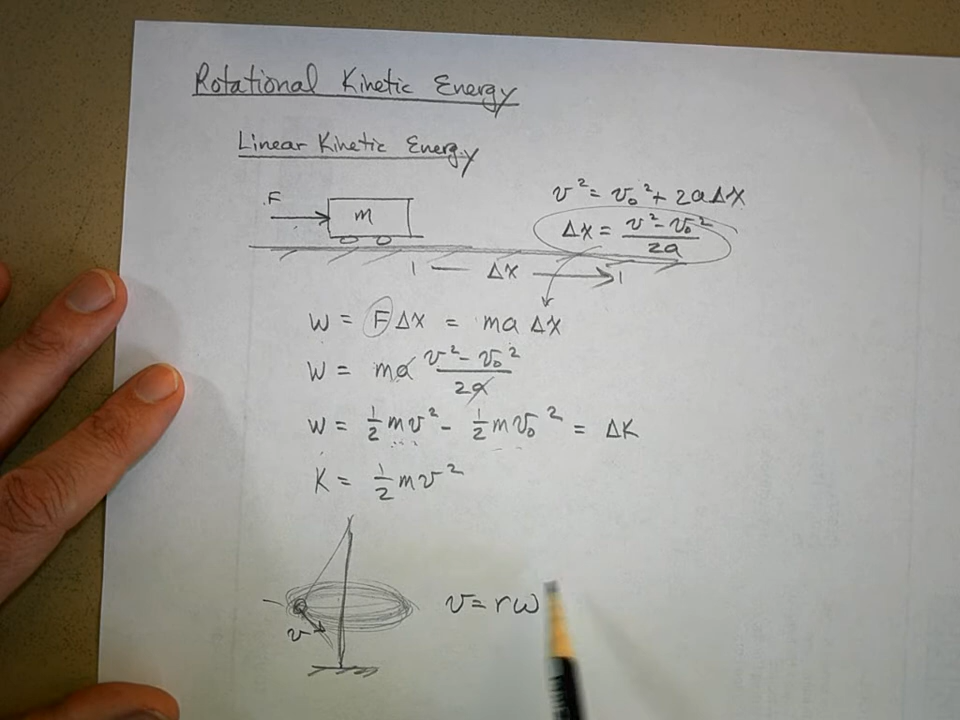 Rotational Kinetic Energy
Linear Kinetic Energy
F
m
v² = v₀² + 2aΔx
Δx = (v² - v₀²)/2a
Δx
W = FΔx = maΔx
W = ma (v² - v₀²)/2a
W = ½mv² - ½mv₀² = ΔK
K = ½mv²
v
v = rω